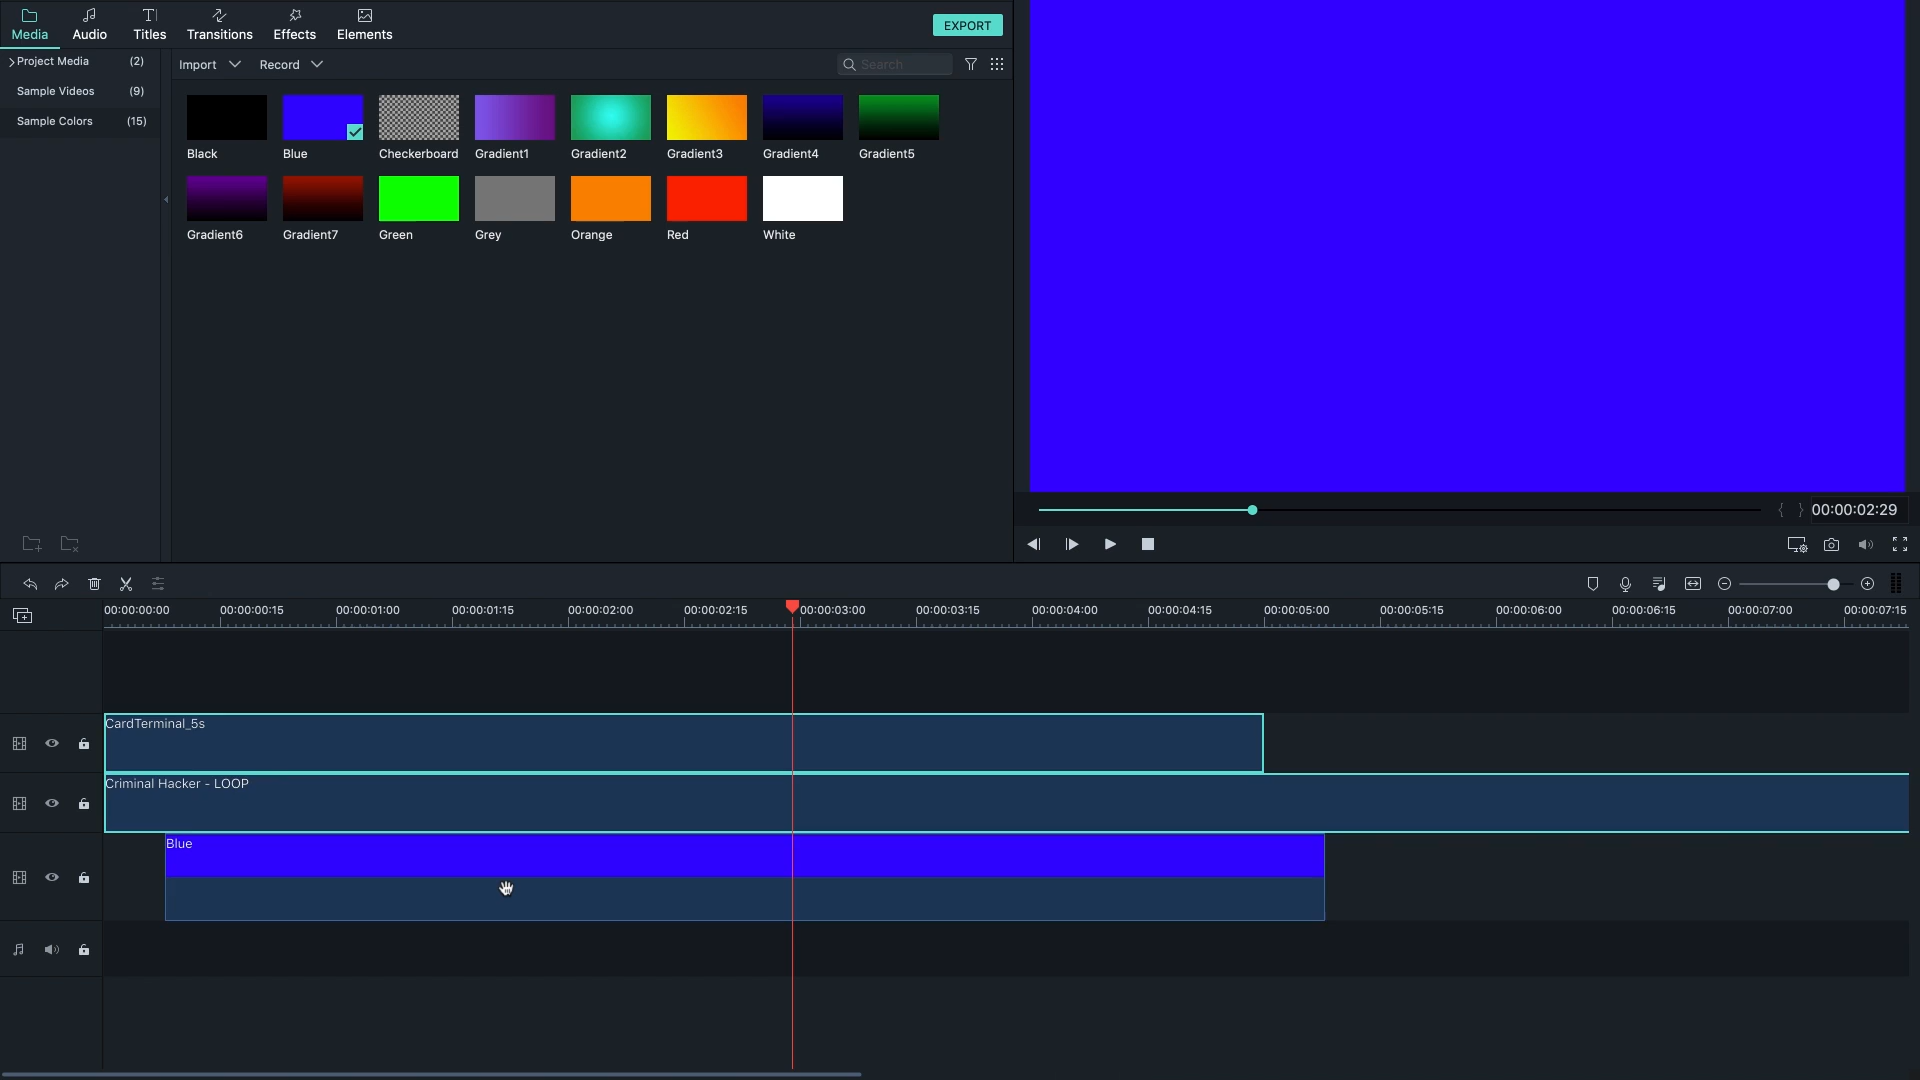 Media Audio Titles Transitions Effects Elements EXPORT
Project Media (2)
Sample Videos (9)
Sample Colors (15)
Import Record Search
Black Blue Checkerboard Gradient1 Gradient2 Gradient3 Gradient4 Gradient5
Gradient6 Gradient7 Green Grey Orange Red White
{ } 00:00:02:29
00:00:00:00 00:00:00:15 00:00:01:00 00:00:01:15 00:00:02:00 00:00:02:15 00:00:03:00 00:00:03:15 00:00:04:00 00:00:04:15 00:00:05:00 00:00:05:15 00:00:06:00 00:00:06:15 00:00:07:00 00:00:07:15
CardTerminal_5s
Criminal Hacker - LOOP
Blue